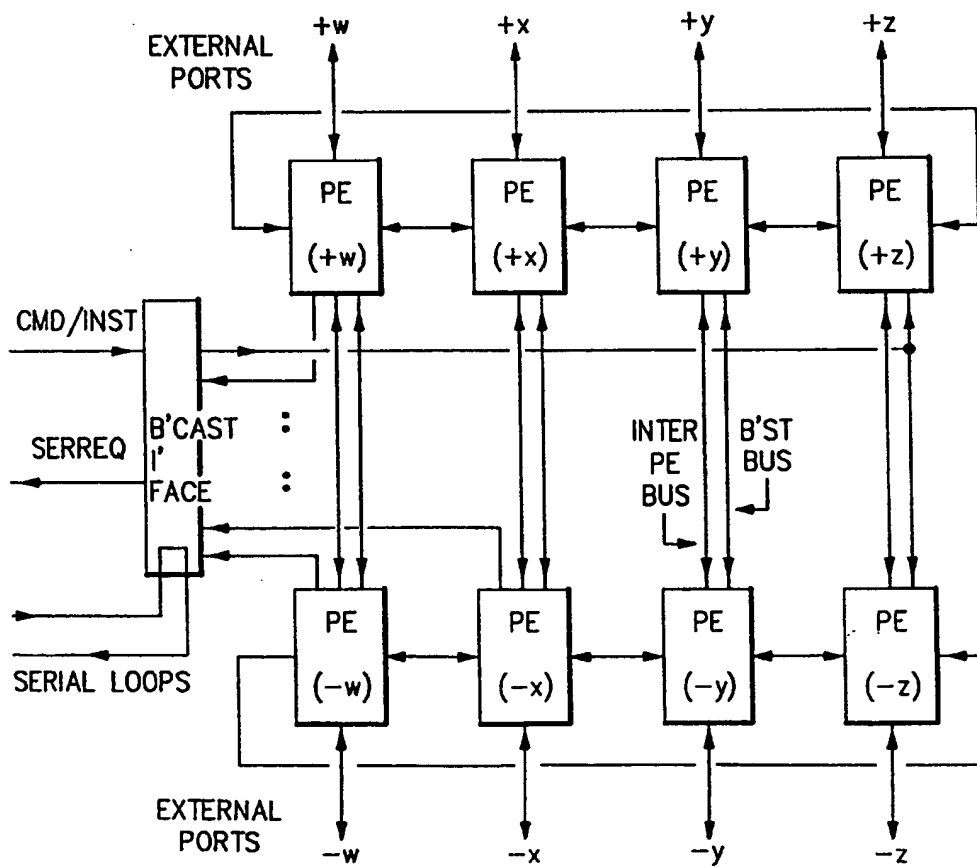 +w +x +y +z
EXTERNAL
PORTS
PE PE PE PE
(+w) (+x) (+y) (+z)
CMD/INST
B'CAST
I'
FACE
SERREQ
INTER
PE
BUS
B'ST
BUS
PE PE PE PE
(-w) (-x) (-y) (-z)
SERIAL LOOPS
EXTERNAL
PORTS
-w -x -y -z